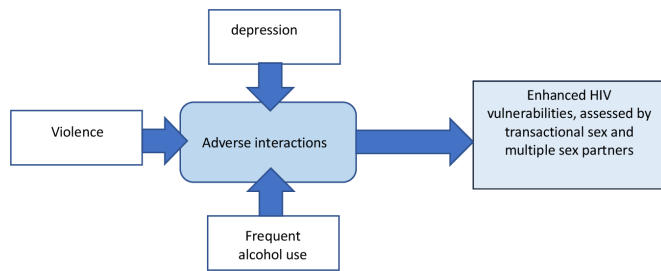 depression
Violence
Adverse interactions
Enhanced HIV
vulnerabilities, assessed by
transactional sex and
multiple sex partners
Frequent
alcohol use